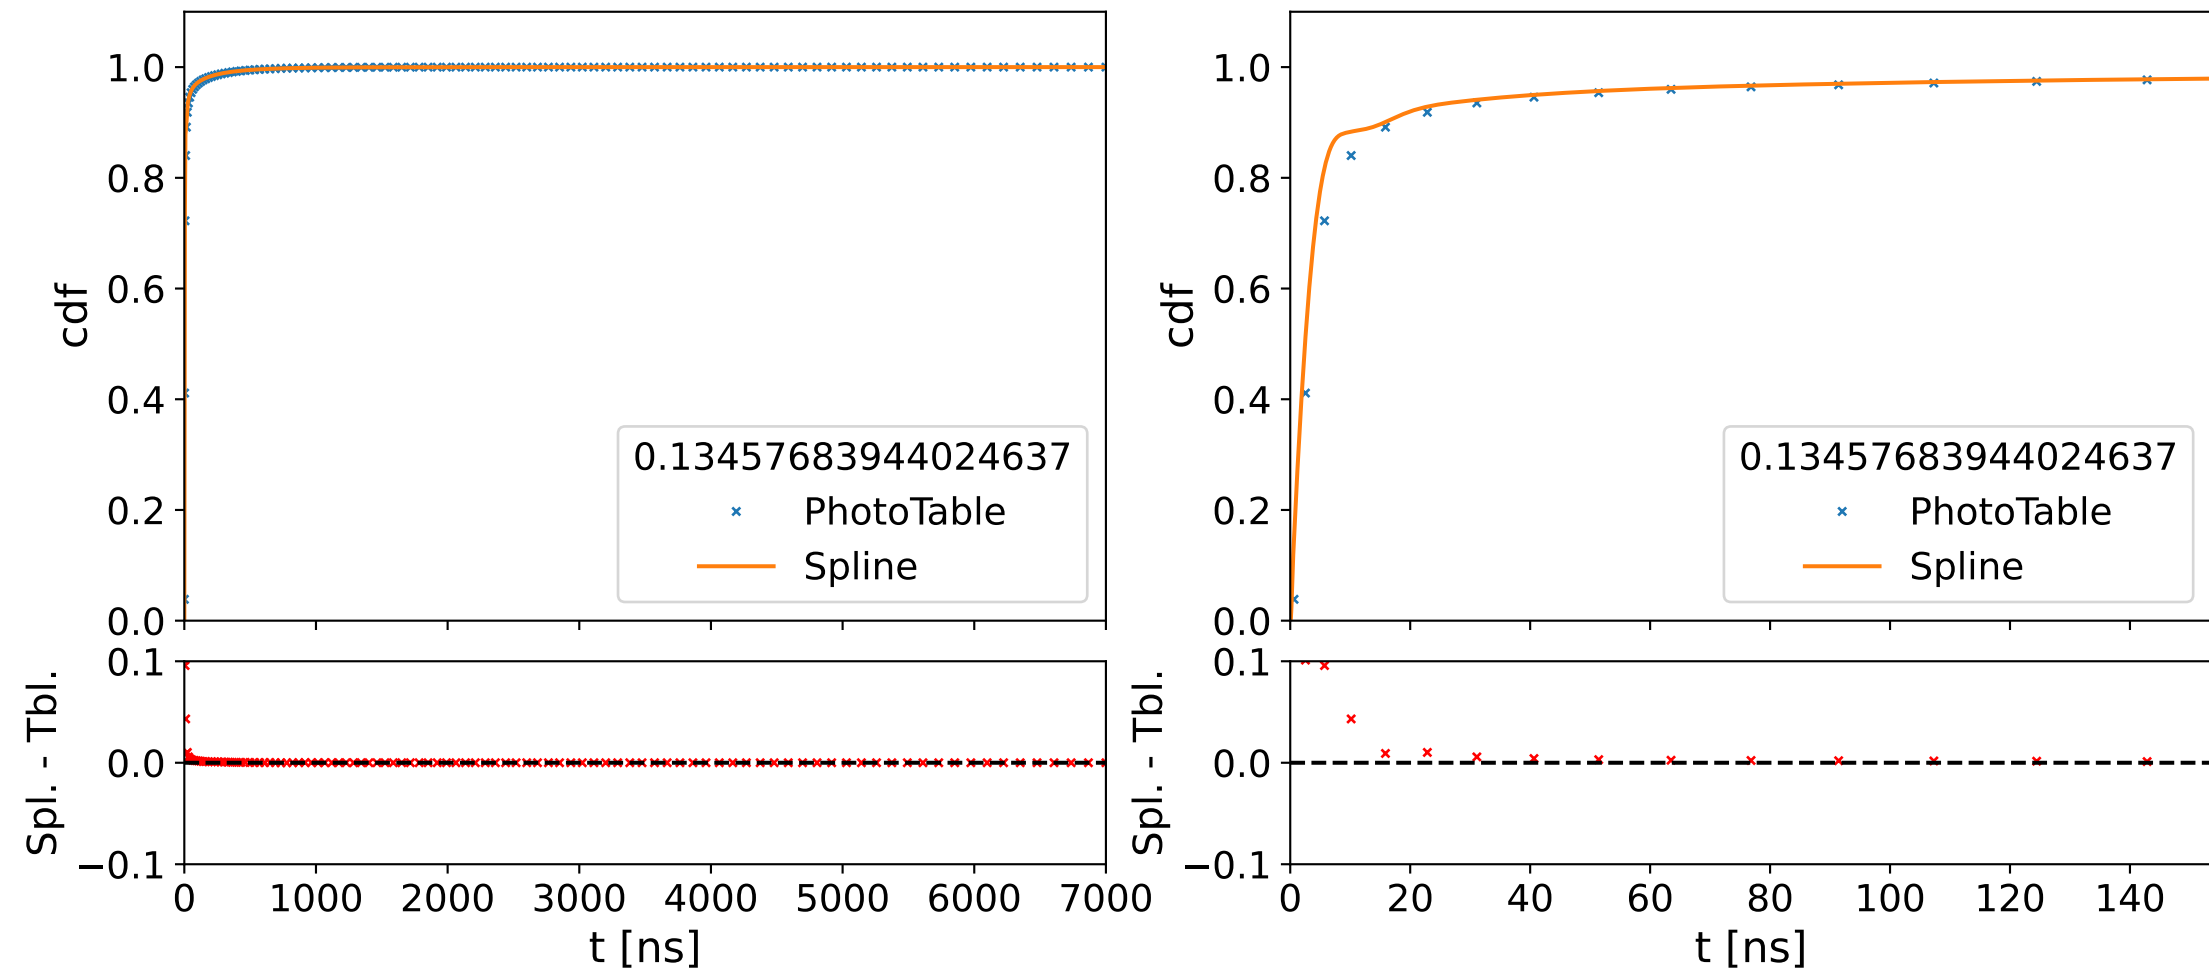 cdf
1.0
0.8
0.6
0.4
0.2
0.0
0.13457683944024637
PhotoTable
Spline
Spl. - Tbl.
0.1
0.0
−0.1
0 1000 2000 3000 4000 5000 6000 7000
t [ns]
cdf
1.0
0.8
0.6
0.4
0.2
0.0
0.13457683944024637
PhotoTable
Spline
Spl. - Tbl.
0.1
0.0
−0.1
0 20 40 60 80 100 120 140
t [ns]